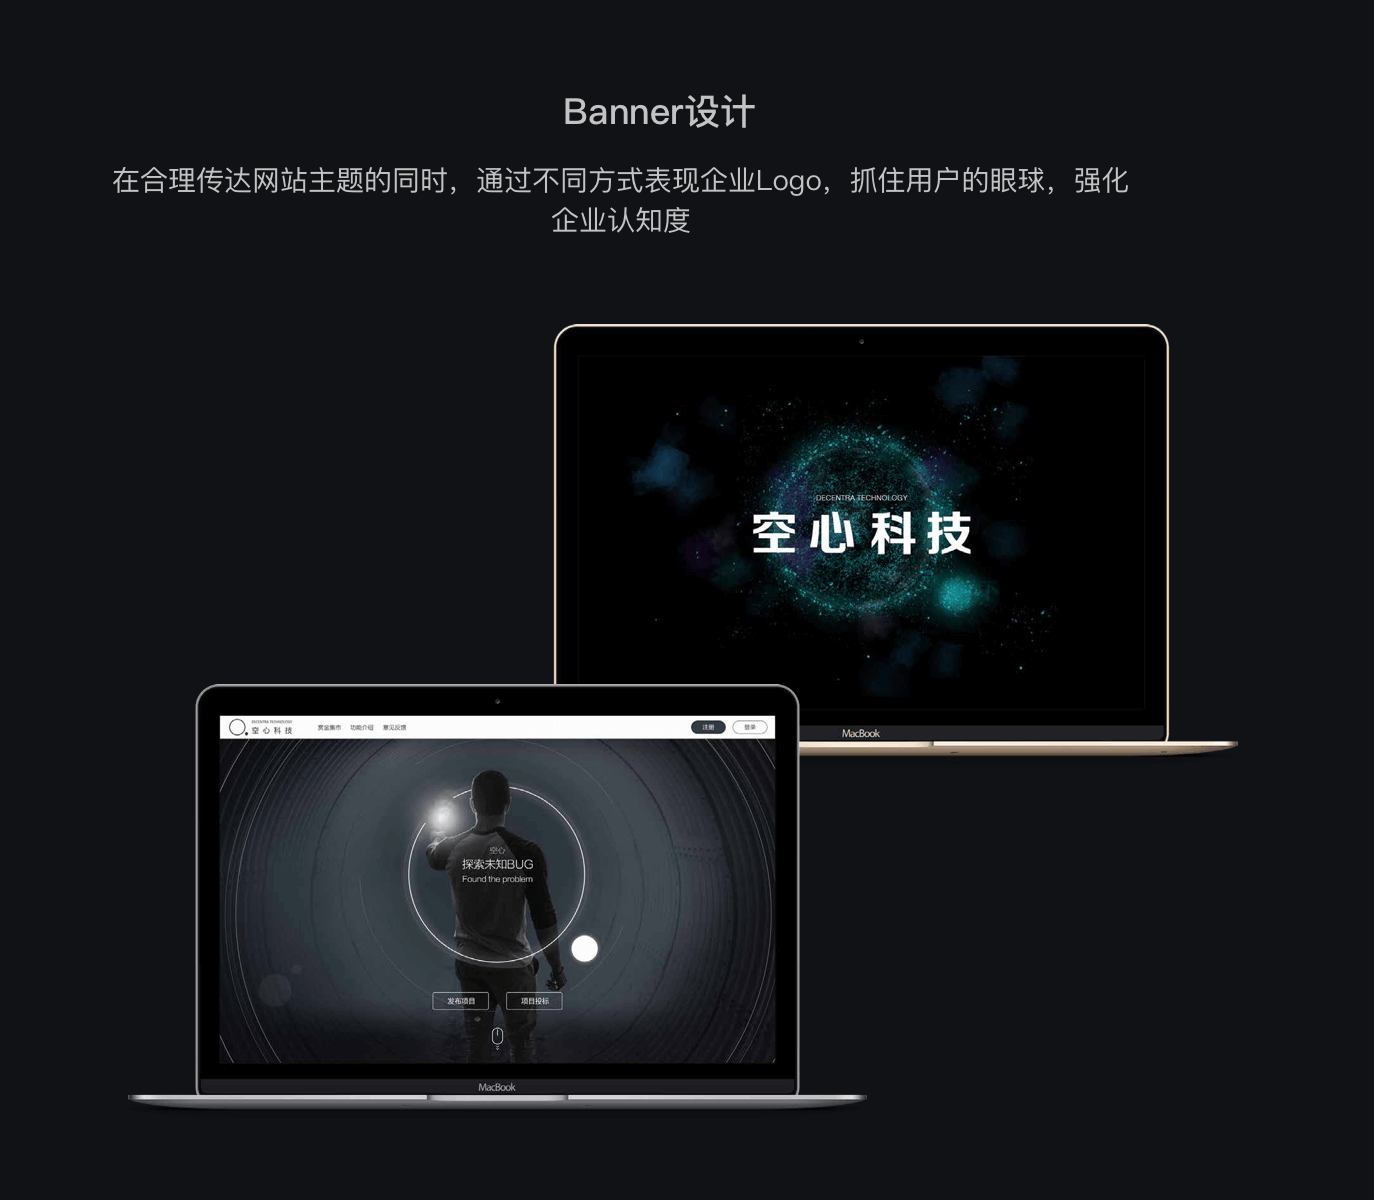 Banner设计
在合理传达网站主题的同时，通过不同方式表现企业Logo，抓住用户的眼球，强化
企业认知度
DECENTRA TECHNOLOGY
空心科技
MacBook
DECENTRA TECHNOLOGY
空心科技
赏金集市 功能介绍 意见反馈
注册 登录
空心
探索未知BUG
Found the problem
发布项目 项目投标
MacBook